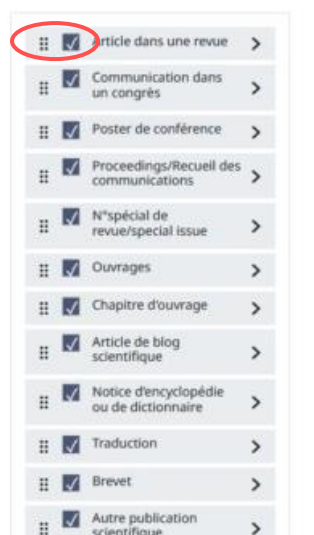 Article dans une revue
Communication dans
un congrès
Poster de conférence
Proceedings/Recueil des
communications
N°spécial de
revue/special issue
Ouvrages
Chapitre d'ouvrage
Article de blog
scientifique
Notice d'encyclopédie
ou de dictionnaire
Traduction
Brevet
Autre publication
scientifique